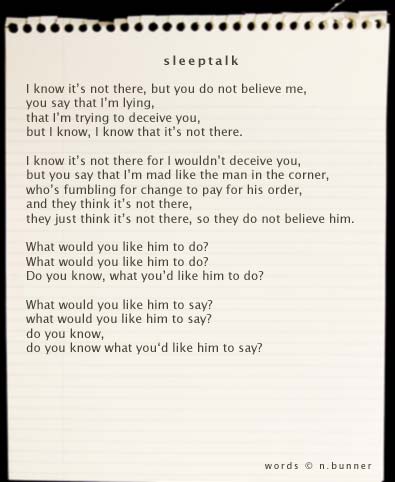 sleeptalk
I know it's not there, but you do not believe me,
you say that I'm lying,
that I'm trying to deceive you,
but I know, I know that it's not there.
I know it's not there for I wouldn't deceive you,
but you say that I'm mad like the man in the corner,
who's fumbling for change to pay for his order,
and they think it's not there,
they just think it's not there, so they do not believe him.
What would you like him to do?
What would you like him to do?
Do you know, what you'd like him to do?
What would you like him to say?
what would you like him to say?
do you know,
do you know what you‘d like him to say?
words © n.bunner